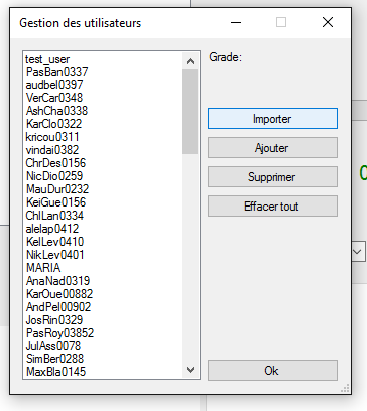 Gestion des utilisateurs
test_user
PasBan0337
audbel0397
VerCar0348
AshCha0338
KarClo0322
kricou0311
vindai0382
ChrDes0156
NicDio0259
MauDur0232
KeiGue0156
ChlLan0334
alelap0412
KelLev0410
NikLev0401
MARIA
AnaNad0319
KarOue00882
AndPel00902
JosRin0329
PasRoy03852
JulAss0078
SimBer0288
MaxBla0145
Grade:
Importer
Ajouter
Supprimer
Effacer tout
Ok